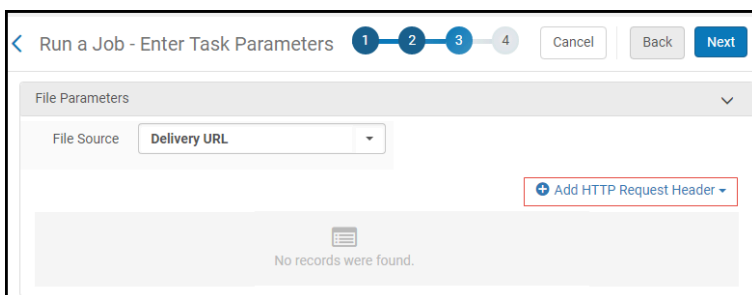 Run a Job - Enter Task Parameters 1 2 3 4 Cancel Back Next
File Parameters
File Source Delivery URL
Add HTTP Request Header
No records were found.